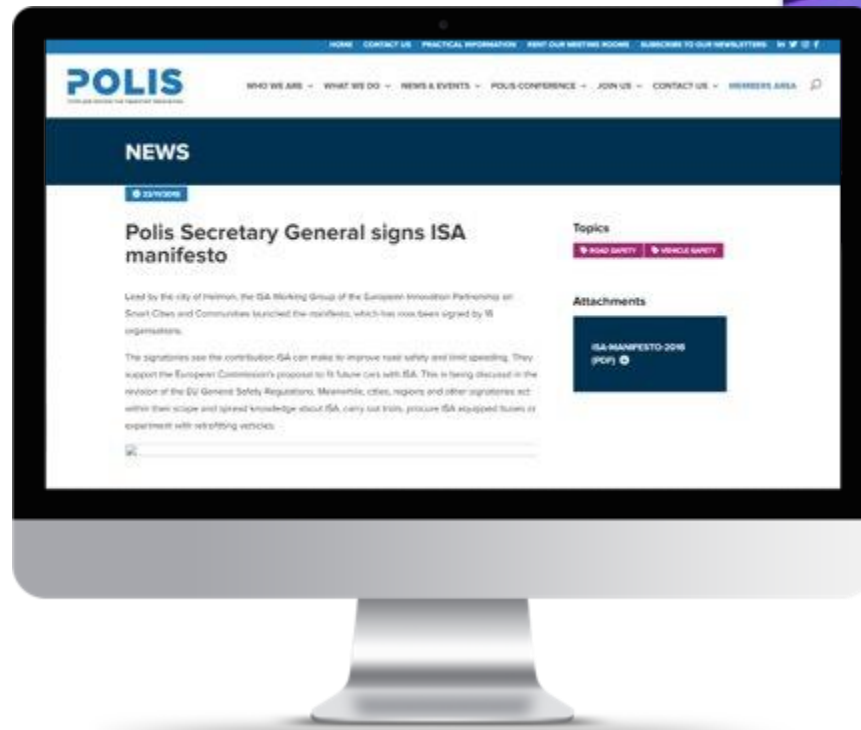 HOME CONTACT US PRACTICAL INFORMATION RENT OUR MEETING ROOMS SUBSCRIBE TO OUR NEWSLETTERS
POLIS
WHO WE ARE WHAT WE DO NEWS & EVENTS POLIS CONFERENCE JOIN US CONTACT US MEMBERS AREA
NEWS
Polis Secretary General signs ISA
manifesto
Lead by the city of Helmon, the ISA Working Group of the European Innovation Partnership on
Smart Cities and Communities launched the manifesto, which has now been signed by 18
organisations.
The signatories see the contribution ISA can make to improve road safety and limit speeding. They
support the European Commission's proposal to fit future cars with ISA. This is being discussed in the
revision of the EU General Safety Regulations. Meanwhile, cities, regions and other signatories act
within their scope and spread knowledge about ISA, carry out trials, procure ISA equipped buses or
experiment with retrofitting vehicles.
Topics
ROAD SAFETY VEHICLE SAFETY
Attachments
ISA-MANIFESTO-2018
(PDF)